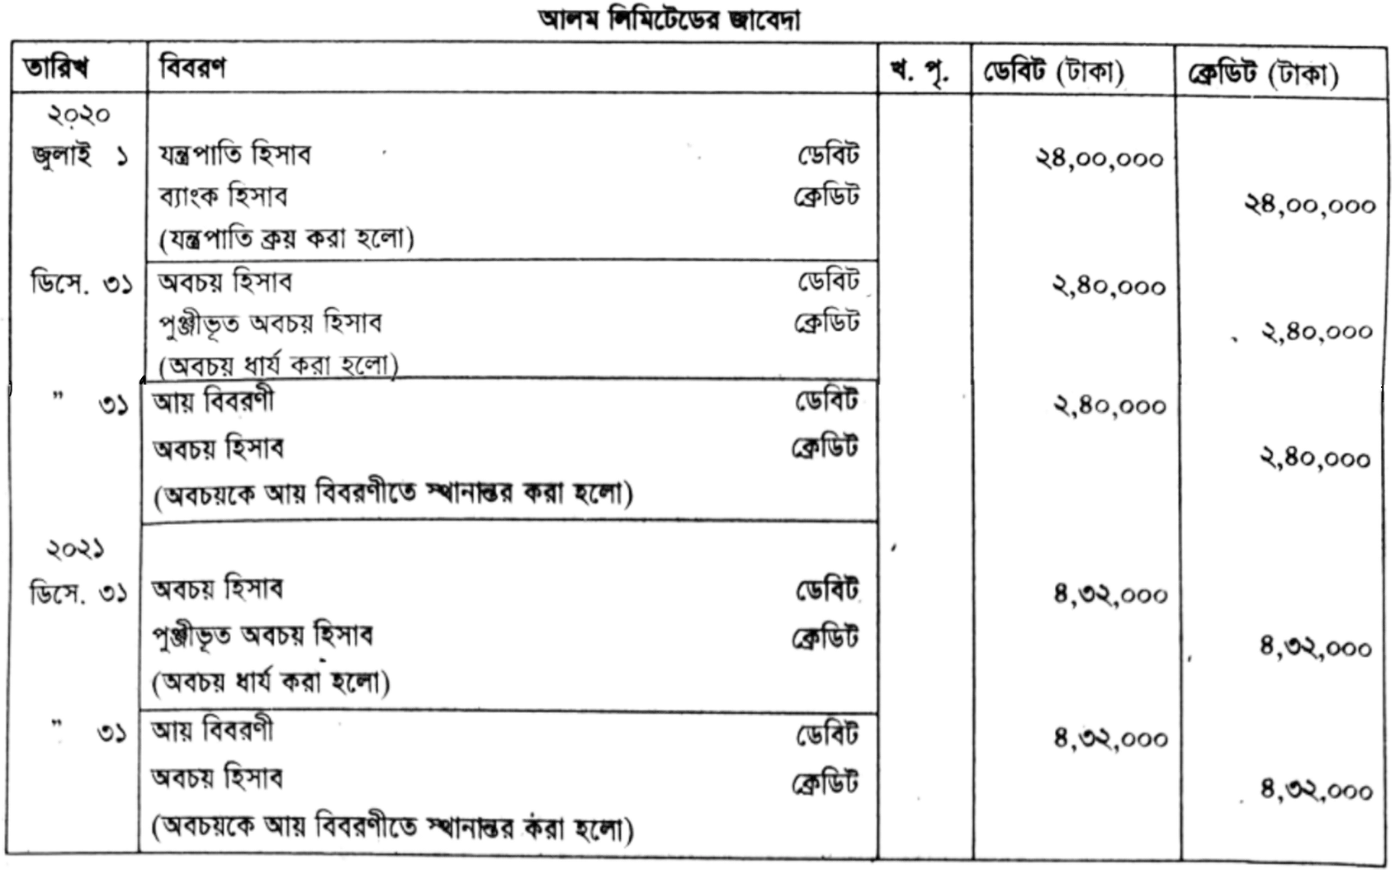 আলম লিমিটেডের জাবেদা
তারিখ বিবরণ খ. পৃ. ডেবিট (টাকা) ক্রেডিট (টাকা)
২০২০
জুলাই ১ যন্ত্রপাতি হিসাব ডেবিট ২৪,০০,০০০
ব্যাংক হিসাব ক্রেডিট ২৪,০০,০০০
(যন্ত্রপাতি ক্রয় করা হলো)
ডিসে. ৩১ অবচয় হিসাব ডেবিট ২,৪০,০০০
পুঞ্জীভূত অবচয় হিসাব ক্রেডিট ২,৪০,০০০
(অবচয় ধার্য করা হলো)
" ৩১ আয় বিবরণী ডেবিট ২,৪০,০০০
অবচয় হিসাব ক্রেডিট ২,৪০,০০০
(অবচয়কে আয় বিবরণীতে স্থানান্তর করা হলো)
২০২১
ডিসে. ৩১ অবচয় হিসাব ডেবিট ৪,৩২,০০০
পুঞ্জীভূত অবচয় হিসাব ক্রেডিট ৪,৩২,০০০
(অবচয় ধার্য করা হলো)
" ৩১ আয় বিবরণী ডেবিট ৪,৩২,০০০
অবচয় হিসাব ক্রেডিট ৪,৩২,০০০
(অবচয়কে আয় বিবরণীতে স্থানান্তর করা হলো)